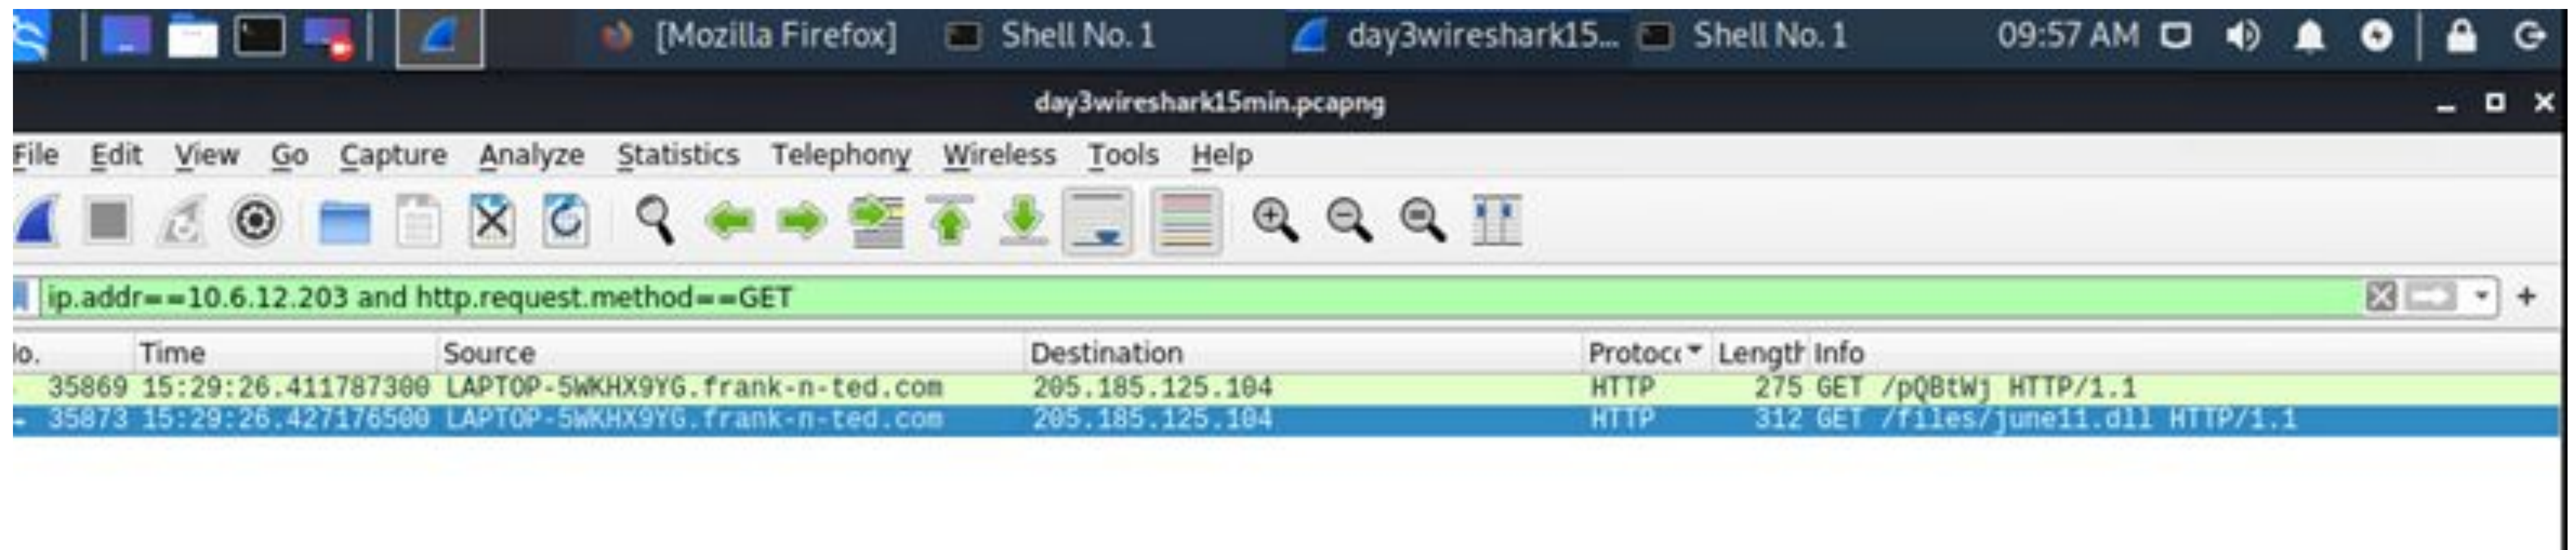 [Mozilla Firefox] Shell No. 1 day3wireshark15... Shell No. 1 09:57 AM
day3wireshark15min.pcapng
File Edit View Go Capture Analyze Statistics Telephony Wireless Tools Help
ip.addr==10.6.12.203 and http.request.method==GET
lo. Time Source Destination Protoc Length Info
35869 15:29:26.411787300 LAPTOP-5WKHX9YG.frank-n-ted.com 205.185.125.104 HTTP 275 GET /pQBtWj HTTP/1.1
35873 15:29:26.427176500 LAPTOP-5WKHX9YG.frank-n-ted.com 205.185.125.104 HTTP 312 GET /files/june11.dll HTTP/1.1